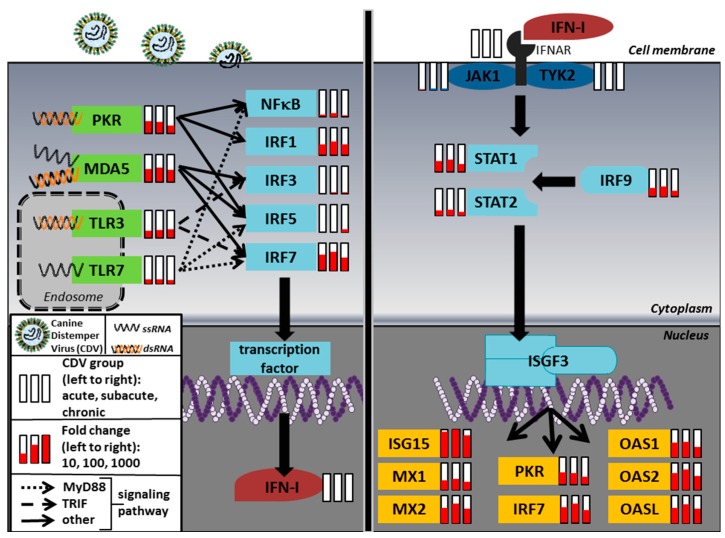 IFN-I
IFNAR
Cell membrane
JAK1
TYK2
PKR
NFκB
MDA5
IRF1
STAT1
IRF3
IRF9
STAT2
TLR3
IRF5
TLR7
IRF7
Endosome
Cytoplasm
Nucleus
Canine
Distemper
Virus (CDV)
ssRNA
dsRNA
CDV group
(left to right):
acute, subacute,
chronic
Fold change
(left to right):
10, 100, 1000
MyD88
TRIF
other
signaling
pathway
transcription
factor
IFN-I
ISGF3
ISG15
OAS1
MX1
PKR
OAS2
MX2
IRF7
OASL